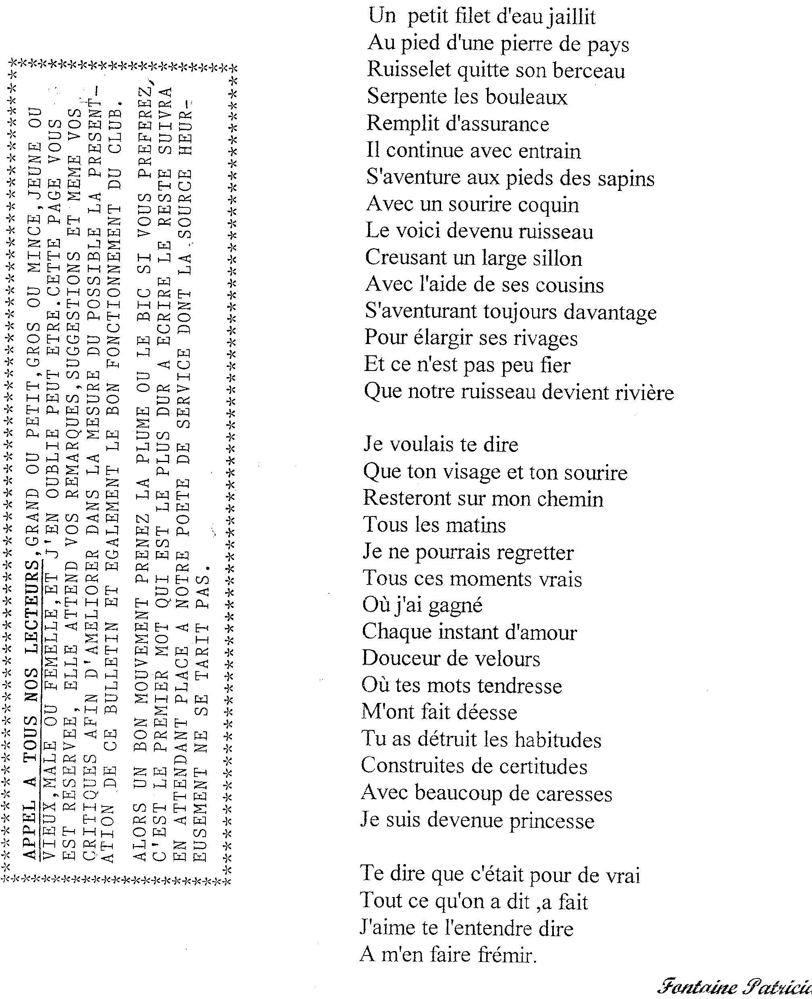 APPEL A TOUS NOS LECTEURS,GRAND OU PETIT,GROS OU MINCE,JEUNE OU
VIEUX,MALE OU FEMELLE,ET J'EN OUBLIE PEUT ETRE.CETTE PAGE VOUS
EST RESERVEE, ELLE ATTEND VOS REMARQUES,SUGGESTIONS ET MEME VOS
CRITIQUES AFIN D'AMELIORER DANS LA MESURE DU POSSIBLE LA PRESENT-
ATION DE CE BULLETIN ET EGALEMENT LE BON FONCTIONNEMENT DU CLUB.
ALORS UN BON MOUVEMENT PRENEZ LA PLUME OU LE BIC SI VOUS PREFEREZ,
C'EST LE PREMIER MOT QUI EST LE PLUS DUR A ECRIRE LE RESTE SUIVRA
EN ATTENDANT PLACE A NOTRE POETE DE SERVICE DONT LA SOURCE HEUR-
EUSEMENT NE SE TARIT PAS.
Un petit filet d'eau jaillit
Au pied d'une pierre de pays
Ruisselet quitte son berceau
Serpente les bouleaux
Remplit d'assurance
Il continue avec entrain
S'aventure aux pieds des sapins
Avec un sourire coquin
Le voici devenu ruisseau
Creusant un large sillon
Avec l'aide de ses cousins
S'aventurant toujours davantage
Pour élargir ses rivages
Et ce n'est pas peu fier
Que notre ruisseau devient rivière
Je voulais te dire
Que ton visage et ton sourire
Resteront sur mon chemin
Tous les matins
Je ne pourrais regretter
Tous ces moments vrais
Où j'ai gagné
Chaque instant d'amour
Douceur de velours
Où tes mots tendresse
M'ont fait déesse
Tu as détruit les habitudes
Construites de certitudes
Avec beaucoup de caresses
Je suis devenue princesse
Te dire que c'était pour de vrai
Tout ce qu'on a dit ,a fait
J'aime te l'entendre dire
A m'en faire frémir.
Fontaine Patricia